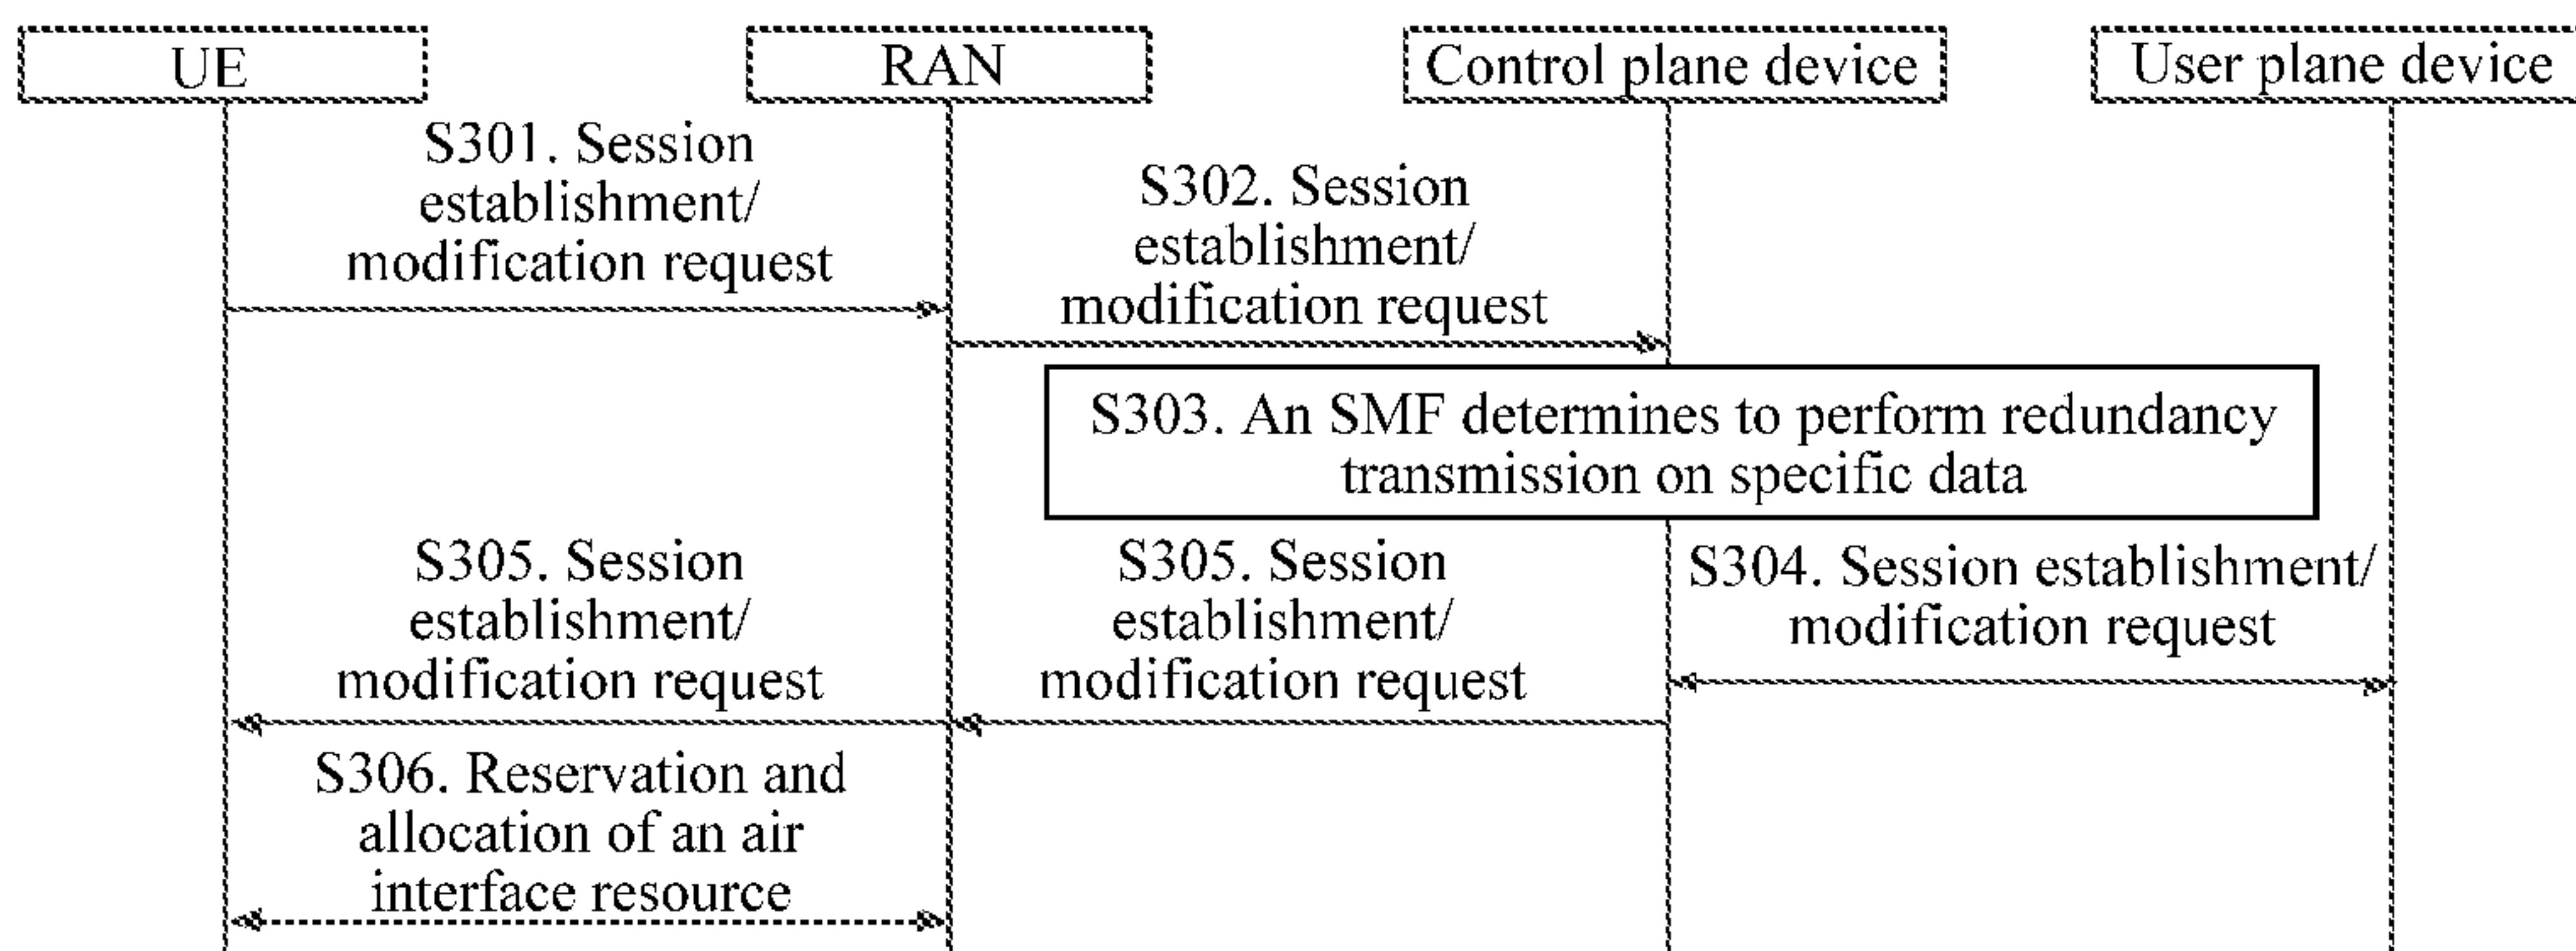 UE
RAN
Control plane device
User plane device
S301. Session
establishment/
modification request
S302. Session
establishment/
modification request
S303. An SMF determines to perform redundancy
transmission on specific data
S305. Session
establishment/
modification request
S305. Session
establishment/
modification request
S304. Session establishment/
modification request
S306. Reservation and
allocation of an air
interface resource